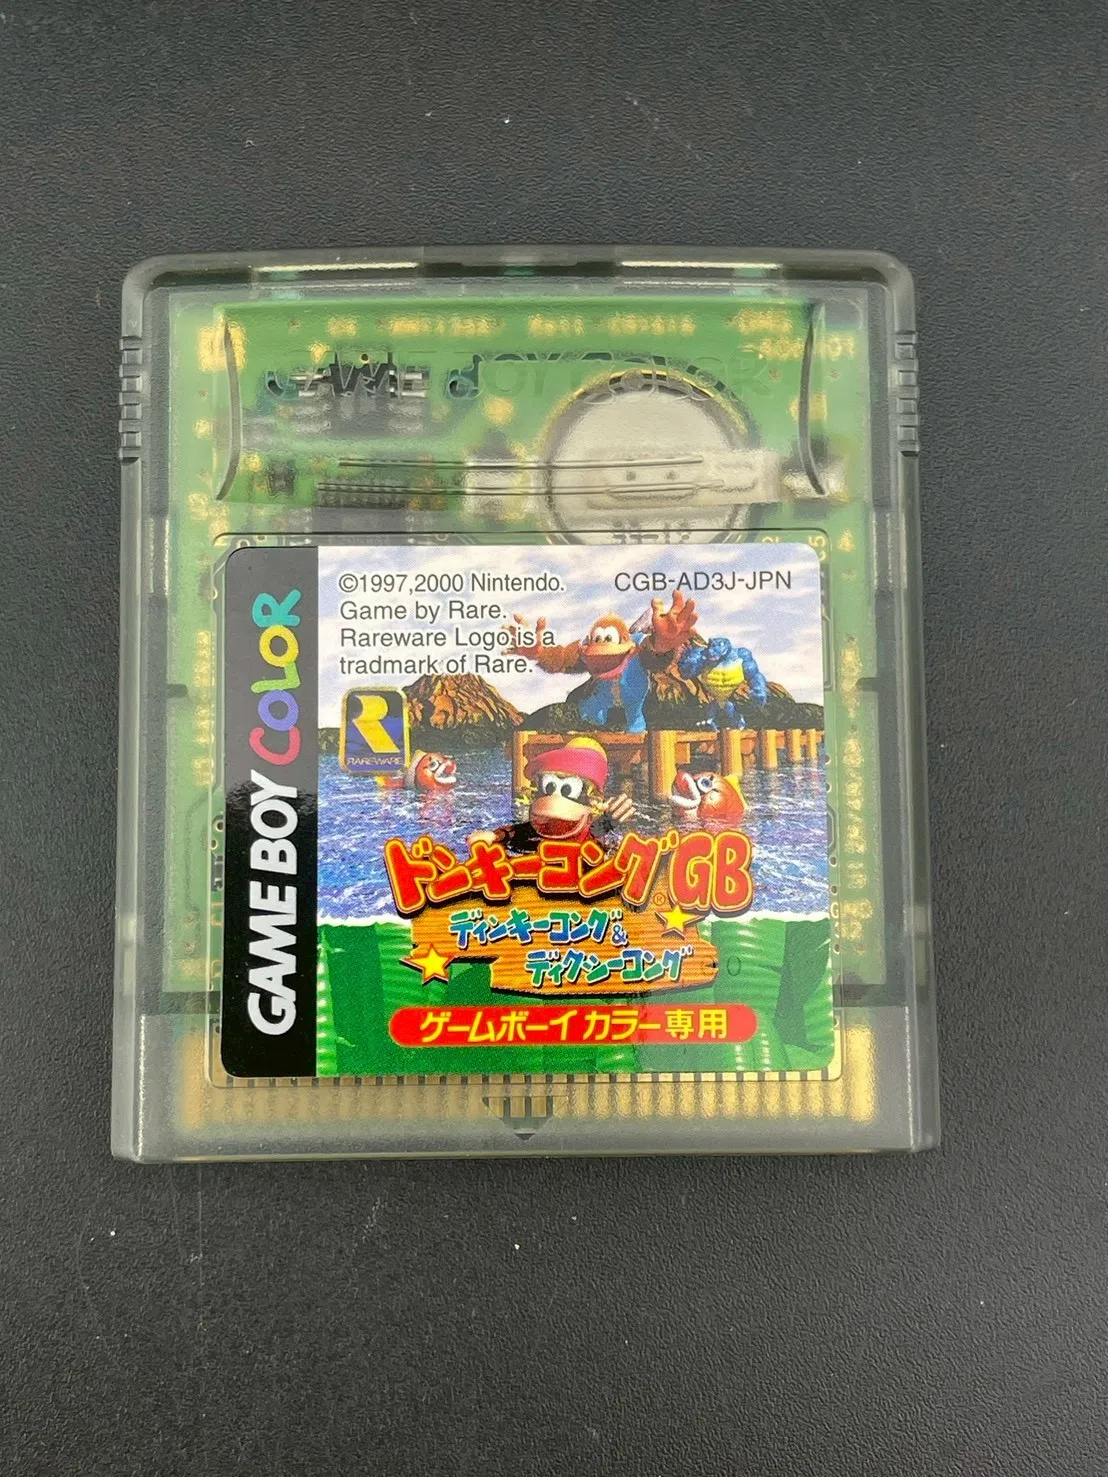 GAME BOY COLOR
GAME BOY COLOR
©1997,2000 Nintendo.
CGB-AD3J-JPN
Game by Rare.
Rareware Logo is a
tradmark of Rare.
R
RAREWARE
ドンキーコングGB
ディンキーコング&
ディクシーコング
ゲームボーイカラー専用